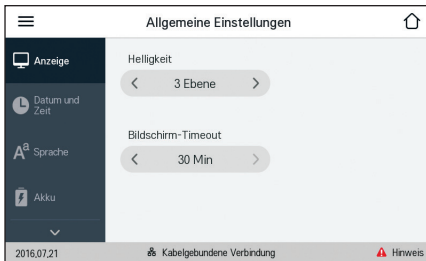 Allgemeine Einstellungen
Anzeige
Datum und
Zeit
Aa Sprache
Akku
Helligkeit
3 Ebene
Bildschirm-Timeout
30 Min
2016,07,21
Kabelgebundene Verbindung
Hinweis